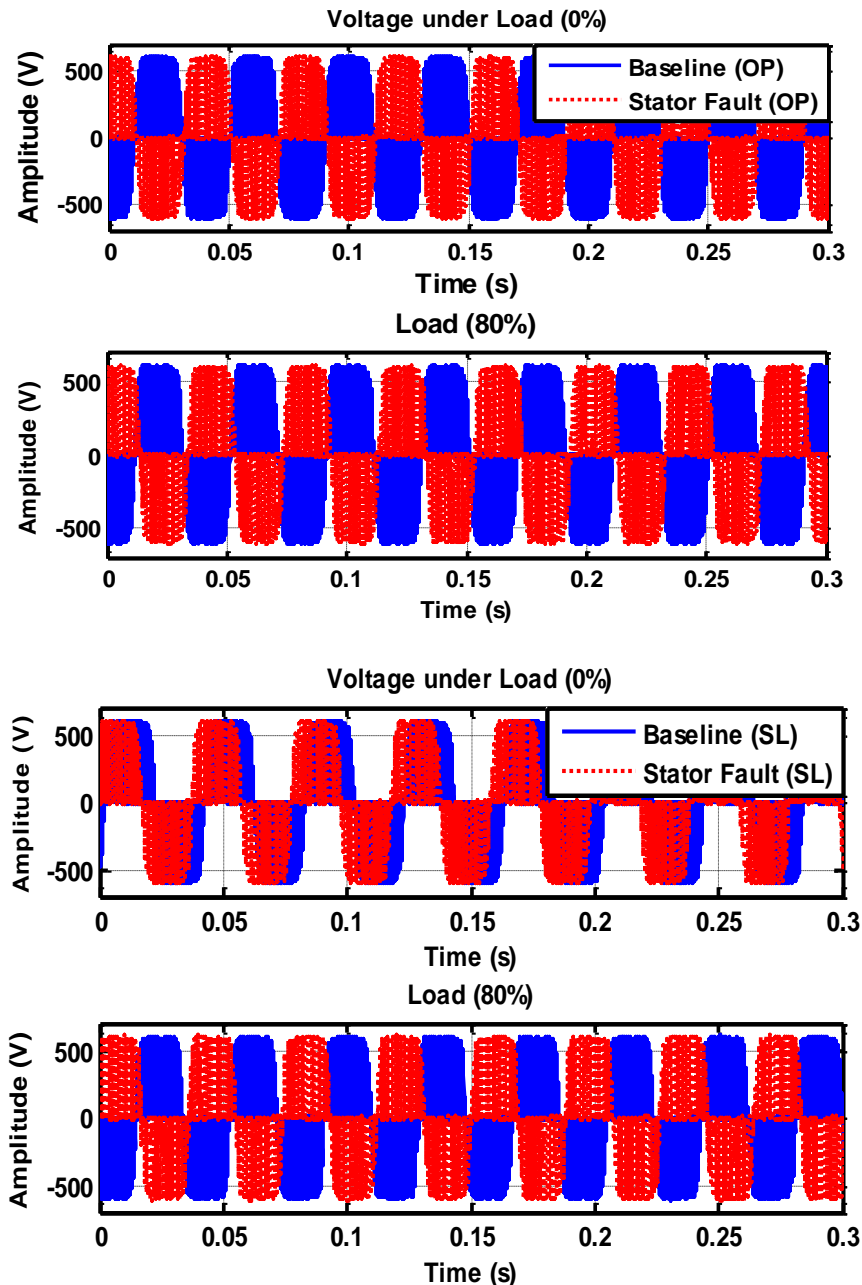 Voltage under Load (0%)
Amplitude (V)
500
0
-500
Baseline (OP)
Stator Fault (OP)
0 0.05 0.1 0.15 0.2 0.25 0.3
Time (s)
Load (80%)
Amplitude (V)
500
0
-500
0 0.05 0.1 0.15 0.2 0.25 0.3
Time (s)
Voltage under Load (0%)
Amplitude (V)
500
0
-500
Baseline (SL)
Stator Fault (SL)
0 0.05 0.1 0.15 0.2 0.25 0.3
Time (s)
Load (80%)
Amplitude (V)
500
0
-500
0 0.05 0.1 0.15 0.2 0.25 0.3
Time (s)